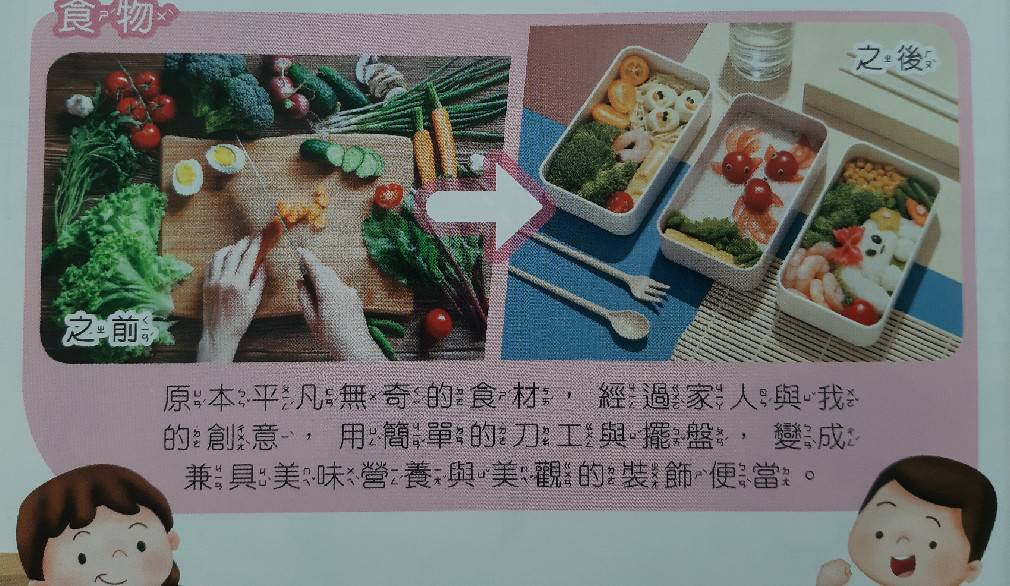 食物
之後
之前
原本平凡無奇的食材，經過家人與我
的創意，用簡單的刀工與擺盤，變成
兼具美味營養與美觀的裝飾便當。